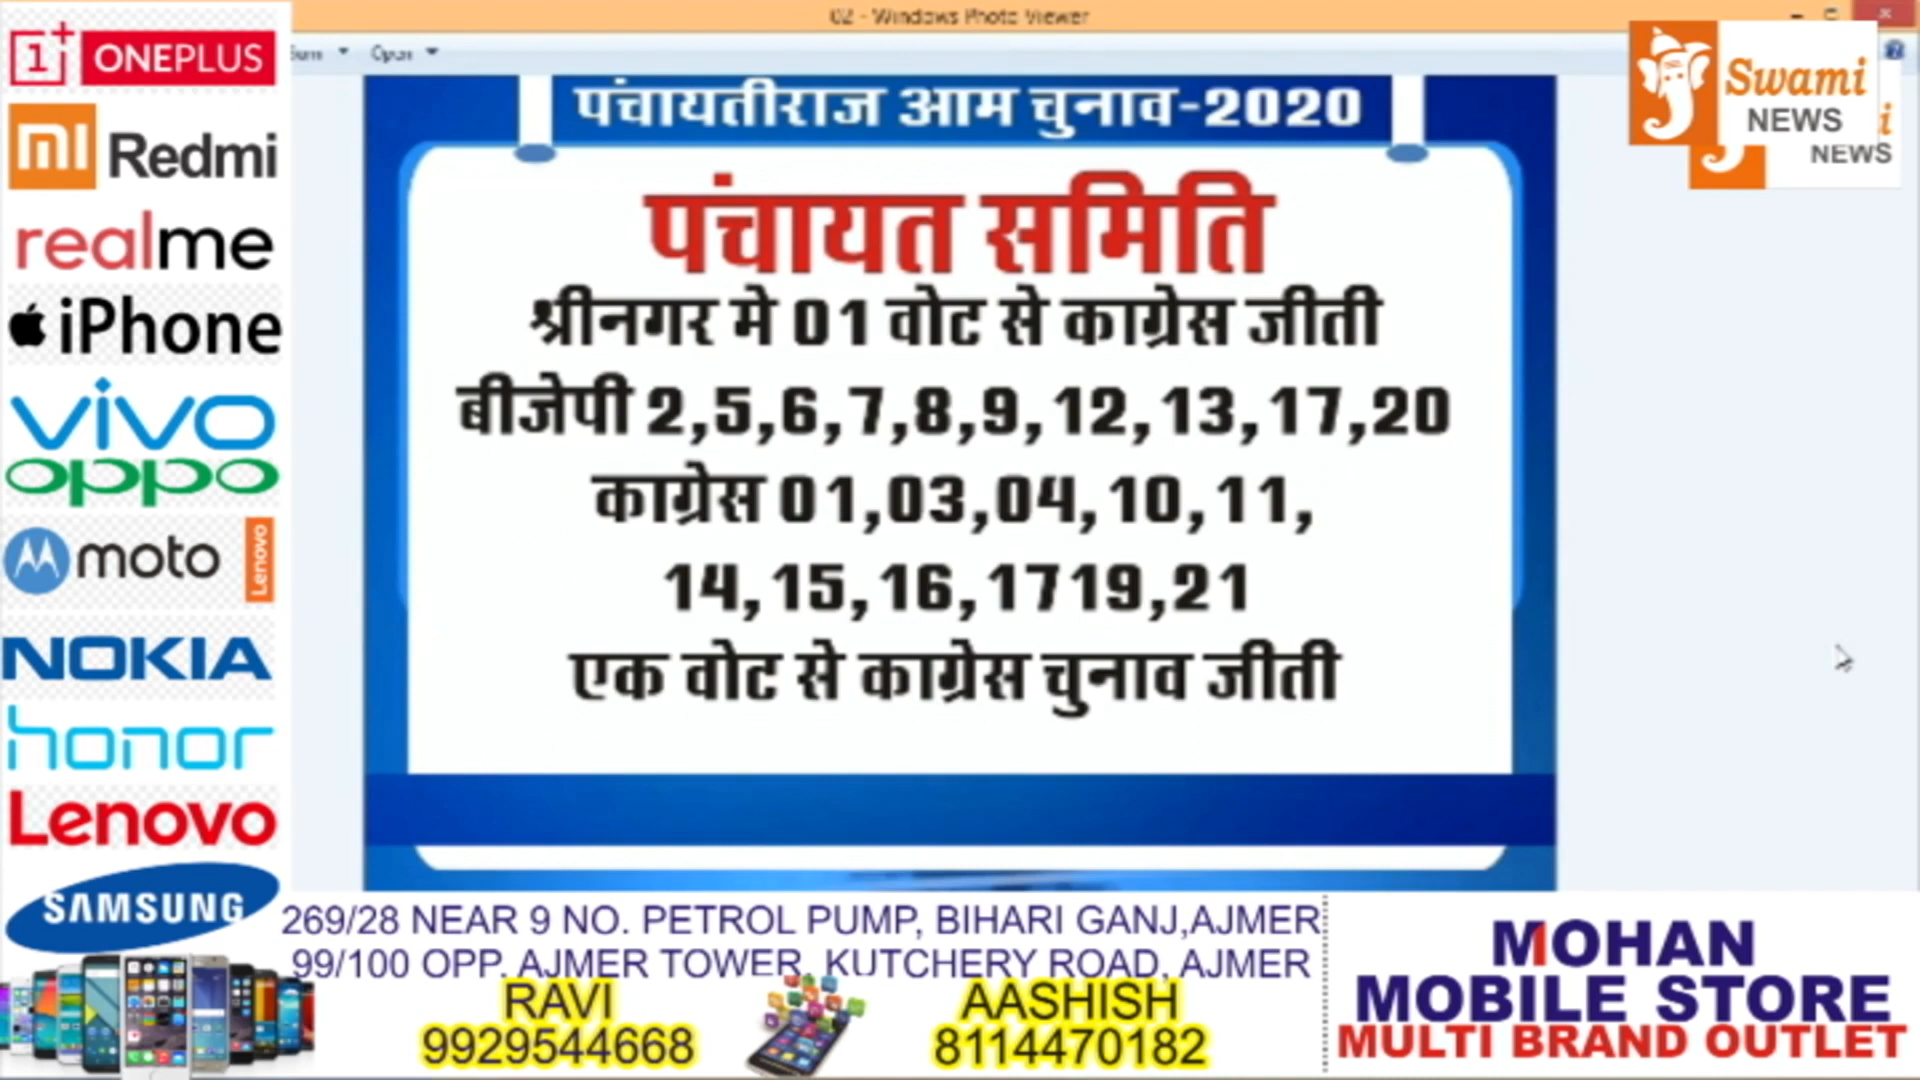 02 - Windows Photo Viewer
Open
ONEPLUS
Redmi
realme
iPhone
vivo
oppo
moto
Lenovo
NOKIA
honor
Lenovo
SAMSUNG
Swami
NEWS
NEWS
पंचायतीराज आम चुनाव-2020
पंचायत समिति
श्रीनगर मे 01 वोट से काग्रेस जीती
बीजेपी 2,5,6,7,8,9,12,13,17,20
काग्रेस 01,03,04,10,11,
14,15,16,1719,21
एक वोट से काग्रेस चुनाव जीती
269/28 NEAR 9 NO. PETROL PUMP, BIHARI GANJ,AJMER
99/100 OPP. AJMER TOWER, KUTCHERY ROAD, AJMER
RAVI
9929544668
AASHISH
8114470182
MOHAN
MOBILE STORE
MULTI BRAND OUTLET